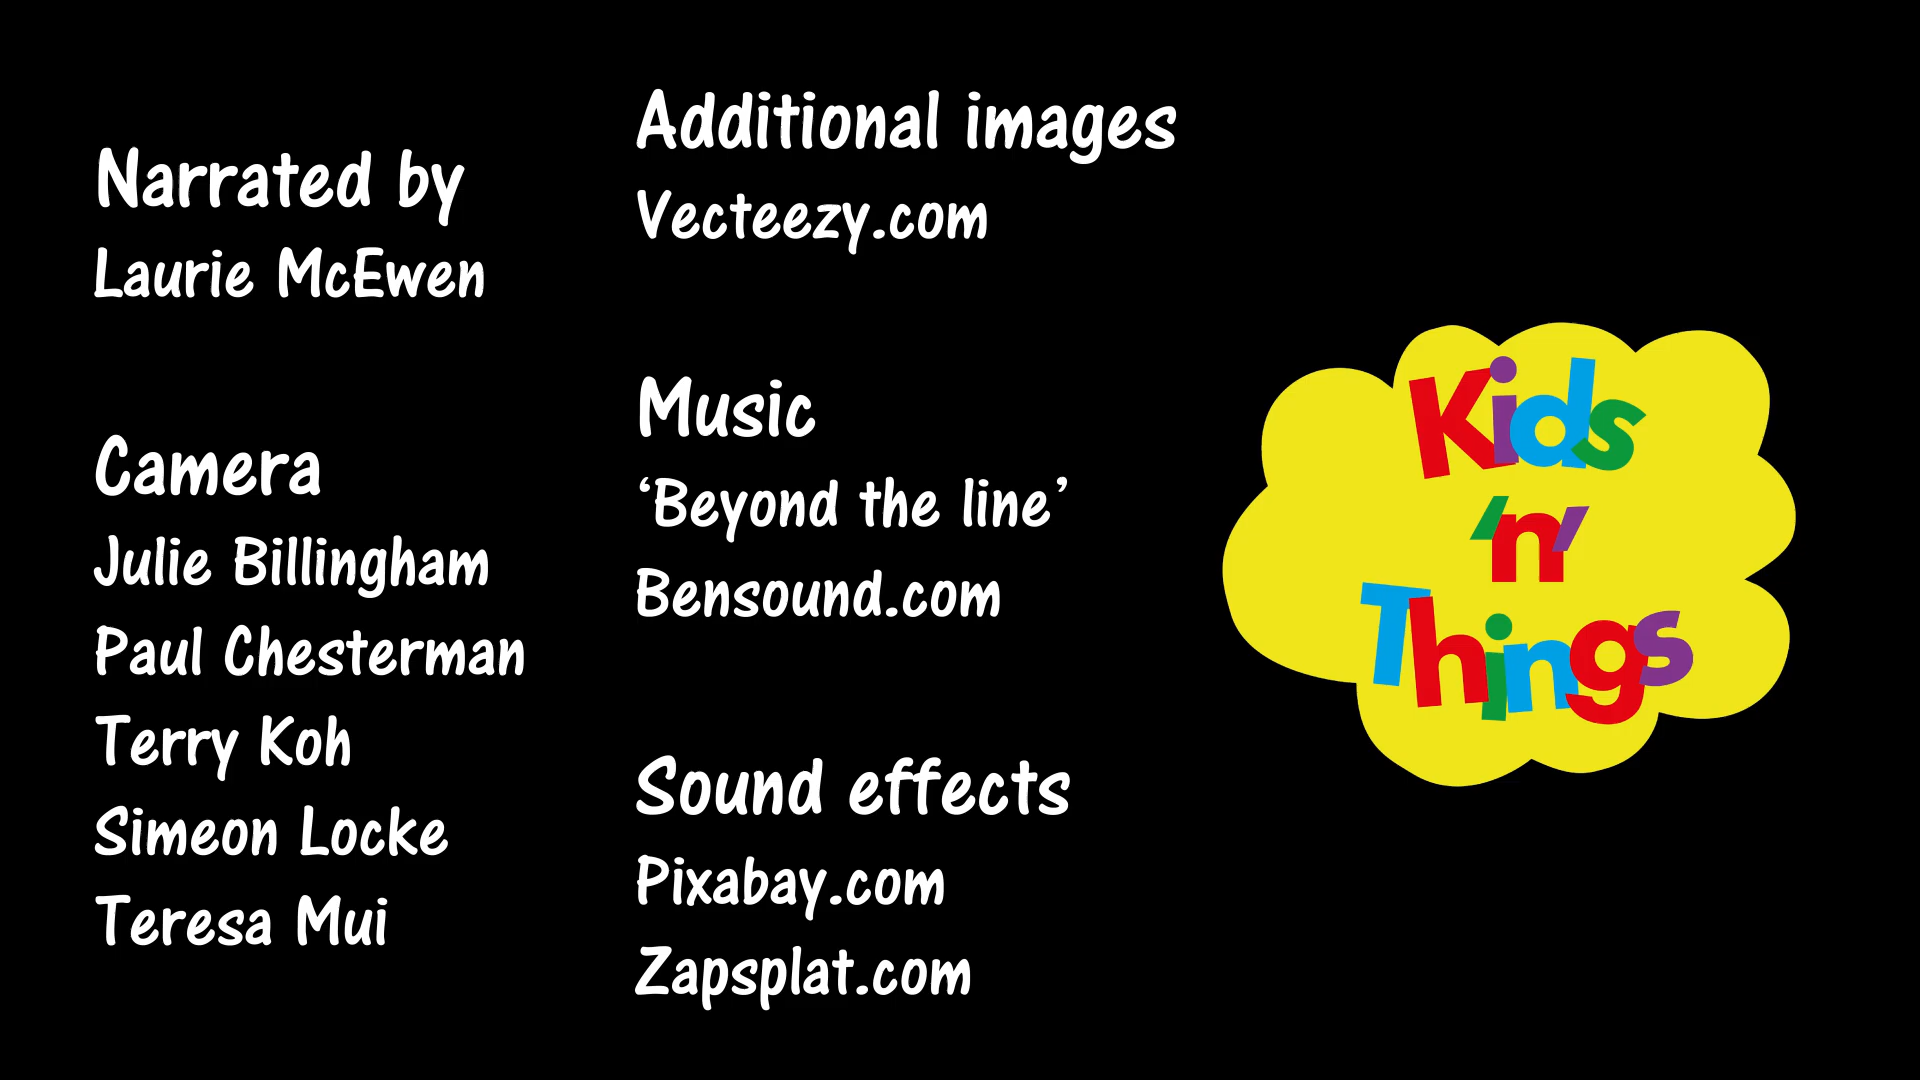 Narrated by
Laurie McEwen
Camera
Julie Billingham
Paul Chesterman
Terry Koh
Simeon Locke
Teresa Mui
Additional images
Vecteezy.com
Music
‘Beyond the line’
Bensound.com
Sound effects
Pixabay.com
Zapsplat.com
Kids
'n'
Things